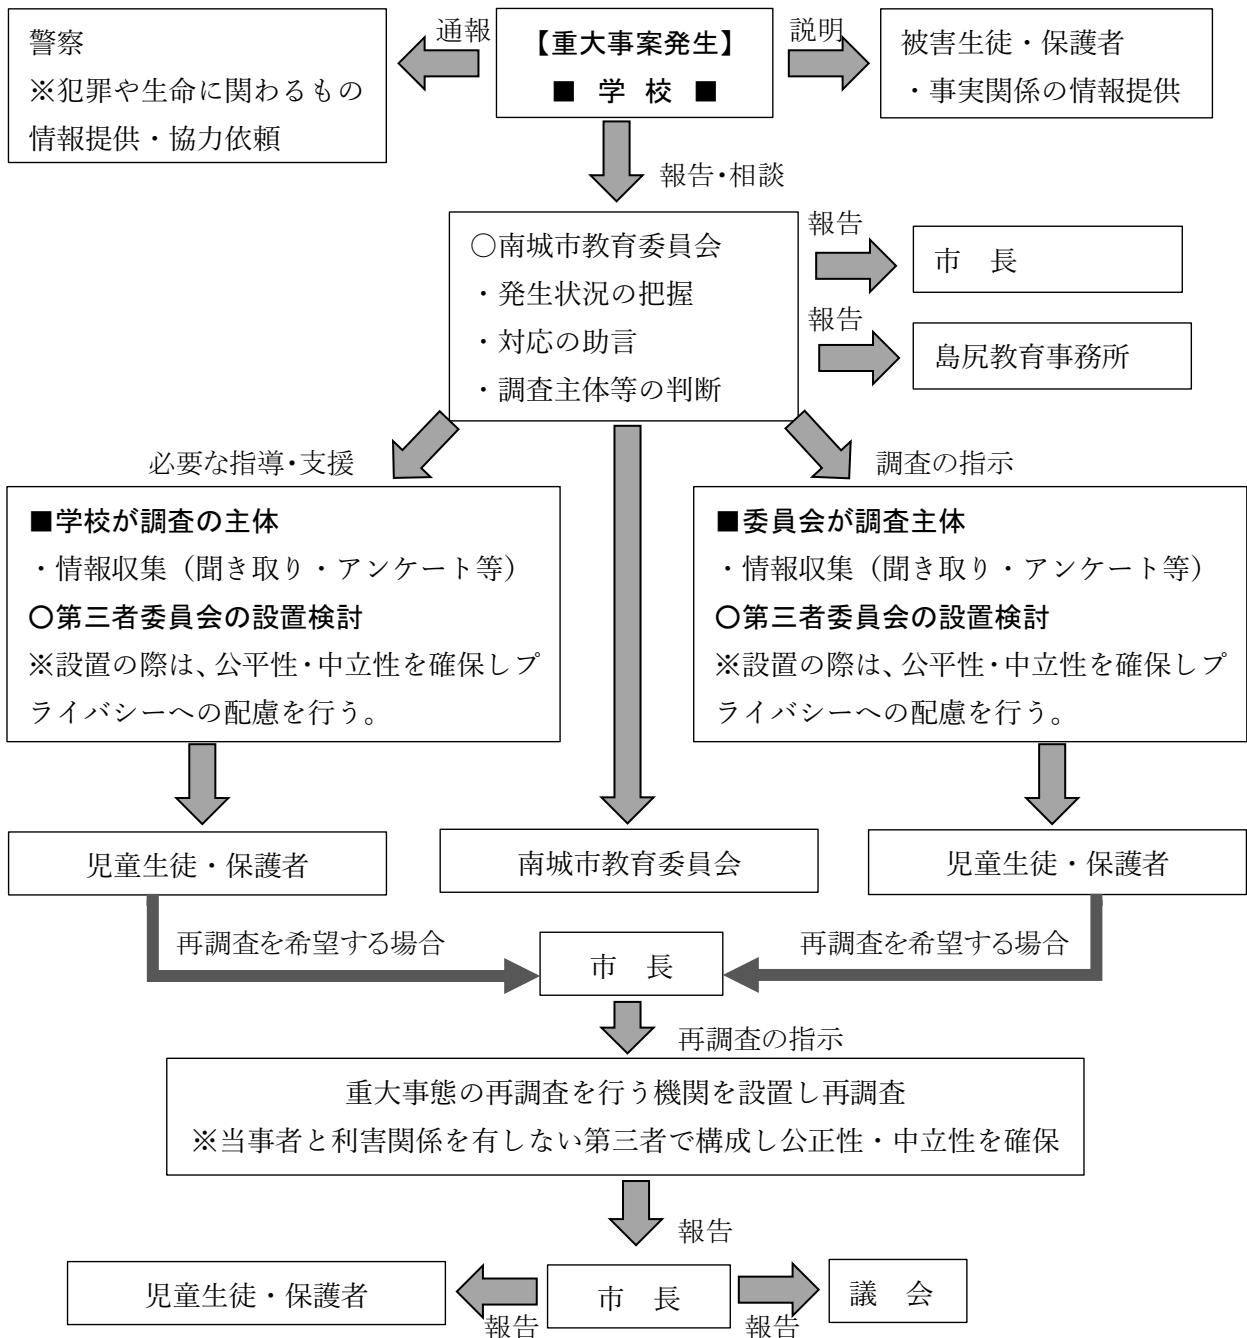 警察
※犯罪や生命に関わるもの
情報提供・協力依頼
通報
【重大事案発生】
■ 学 校 ■
説明
被害生徒・保護者
・事実関係の情報提供
報告・相談
○南城市教育委員会
・発生状況の把握
・対応の助言
・調査主体等の判断
報告
市 長
報告
島尻教育事務所
必要な指導・支援
調査の指示
■学校が調査の主体
・情報収集（聞き取り・アンケート等）
〇第三者委員会の設置検討
※設置の際は、公平性・中立性を確保しプ
ライバシーへの配慮を行う。
■委員会が調査主体
・情報収集（聞き取り・アンケート等）
〇第三者委員会の設置検討
※設置の際は、公平性・中立性を確保しプ
ライバシーへの配慮を行う。
児童生徒・保護者
南城市教育委員会
児童生徒・保護者
再調査を希望する場合
市 長
再調査を希望する場合
再調査の指示
重大事態の再調査を行う機関を設置し再調査
※当事者と利害関係を有しない第三者で構成し公正性・中立性を確保
報告
児童生徒・保護者
報告
市 長
報告
議 会